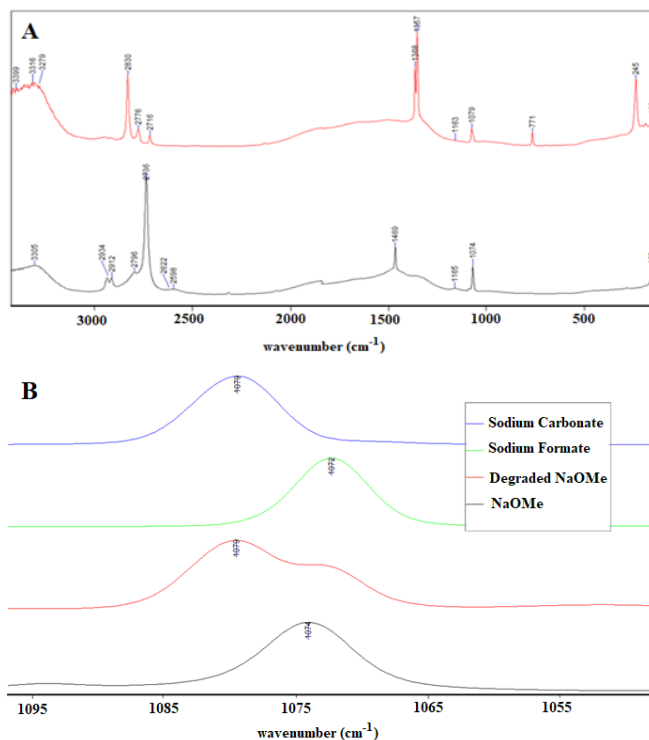 A
3399
3316
3279
2830
2776
2716
1368
1357
1163
1079
771
245
3305
2934
2912
2796
2736
2622
2598
1469
1165
1074
3000 2500 2000 1500 1000 500
wavenumber (cm-1)
B
1079
Sodium Carbonate
1072
Sodium Formate
1079
Degraded NaOMe
NaOMe
1074
1095 1085 1075 1065 1055
wavenumber (cm-1)